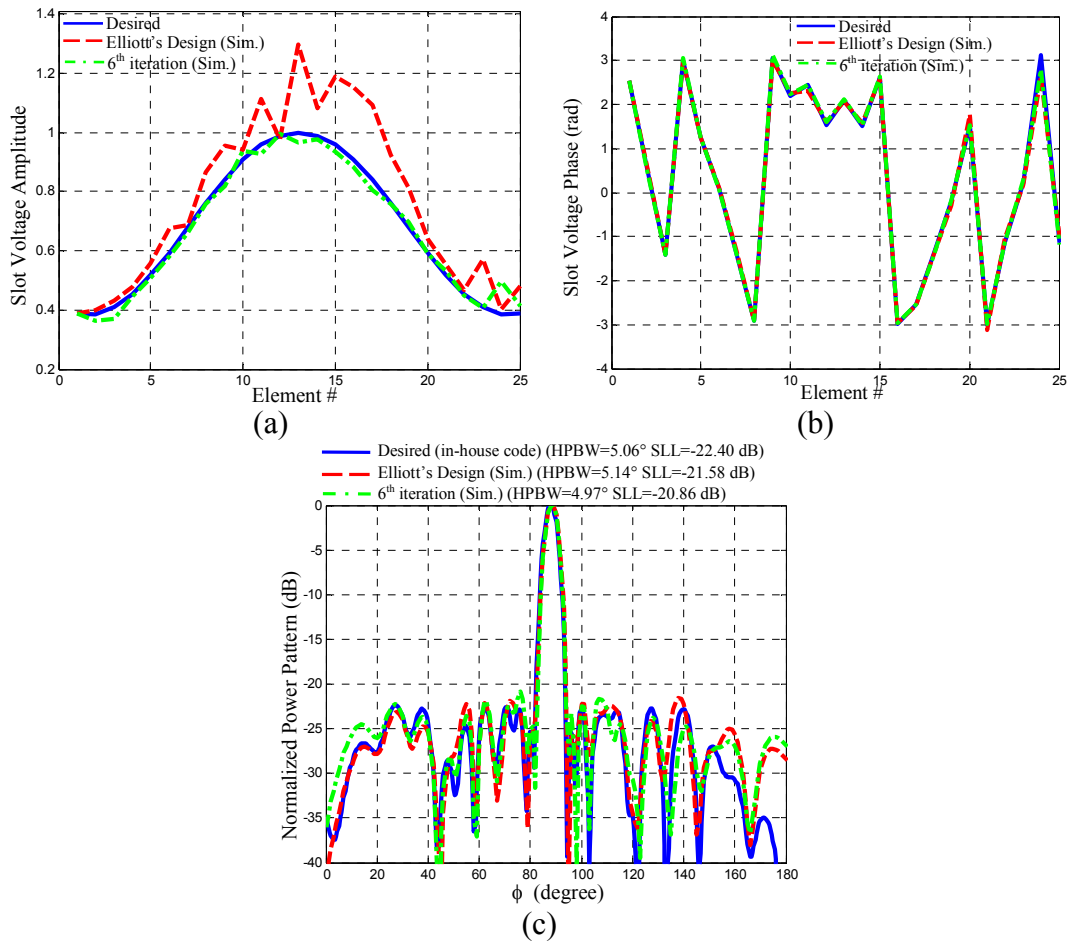 Desired
Elliott's Design (Sim.)
6th iteration (Sim.)
1.4
1.2
1
0.8
0.6
0.4
0.2
0 5 10 15 20 25
Slot Voltage Amplitude
Element #
(a)
Desired
Elliott's Design (Sim.)
6th iteration (Sim.)
4
3
2
1
0
-1
-2
-3
-4
0 5 10 15 20 25
Slot Voltage Phase (rad)
Element #
(b)
Desired (in-house code) (HPBW=5.06° SLL=-22.40 dB)
Elliott's Design (Sim.) (HPBW=5.14° SLL=-21.58 dB)
6th iteration (Sim.) (HPBW=4.97° SLL=-20.86 dB)
0
-5
-10
-15
-20
-25
-30
-35
-40
0 20 40 60 80 100 120 140 160 180
Normalized Power Pattern (dB)
ϕ (degree)
(c)